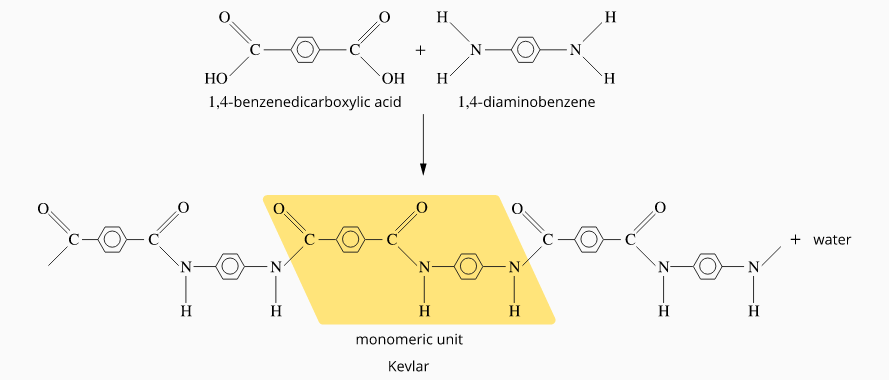 O O H H
C C + N N
HO OH H H
1,4-benzenedicarboxylic acid 1,4-diaminobenzene
O O O O O O
C C C C C C + water
N N N N N N
H H H H H H
monomeric unit
Kevlar